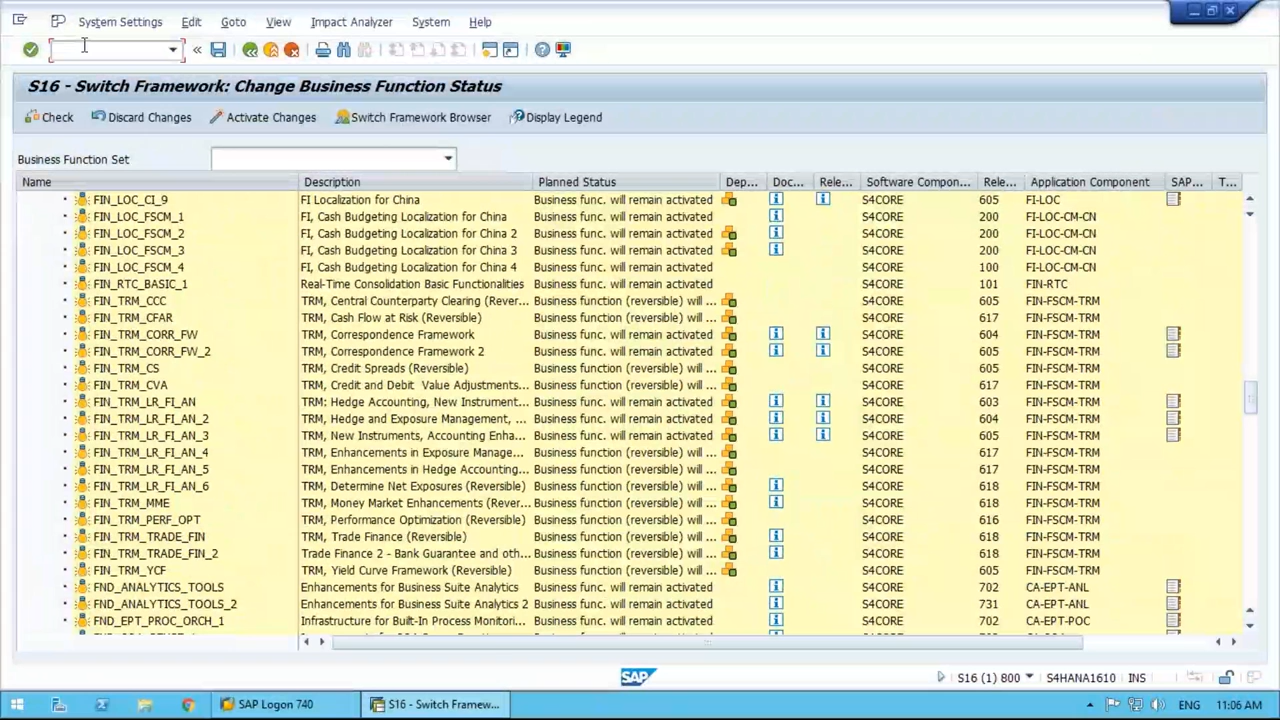 System Settings Edit Goto View Impact Analyzer System Help
S16 - Switch Framework: Change Business Function Status
Check Discard Changes Activate Changes Switch Framework Browser Display Legend
Business Function Set
Name Description Planned Status Dep... Doc... Rele... Software Compon... Rele... Application Component SAP... T...
FIN_LOC_CI_9 FI Localization for China Business func. will remain activated S4CORE 605 FI-LOC
FIN_LOC_FSCM_1 FI, Cash Budgeting Localization for China Business func. will remain activated S4CORE 200 FI-LOC-CM-CN
FIN_LOC_FSCM_2 FI, Cash Budgeting Localization for China 2 Business func. will remain activated S4CORE 200 FI-LOC-CM-CN
FIN_LOC_FSCM_3 FI, Cash Budgeting Localization for China 3 Business func. will remain activated S4CORE 200 FI-LOC-CM-CN
FIN_LOC_FSCM_4 FI, Cash Budgeting Localization for China 4 Business func. will remain activated S4CORE 100 FI-LOC-CM-CN
FIN_RTC_BASIC_1 Real-Time Consolidation Basic Functionalities Business func. will remain activated S4CORE 101 FIN-RTC
FIN_TRM_CCC TRM, Central Counterparty Clearing (Rever... Business function (reversible) will ... S4CORE 605 FIN-FSCM-TRM
FIN_TRM_CFAR TRM, Cash Flow at Risk (Reversible) Business function (reversible) will ... S4CORE 617 FIN-FSCM-TRM
FIN_TRM_CORR_FW TRM, Correspondence Framework Business func. will remain activated S4CORE 604 FIN-FSCM-TRM
FIN_TRM_CORR_FW_2 TRM, Correspondence Framework 2 Business func. will remain activated S4CORE 605 FIN-FSCM-TRM
FIN_TRM_CS TRM, Credit Spreads (Reversible) Business function (reversible) will ... S4CORE 605 FIN-FSCM-TRM
FIN_TRM_CVA TRM, Credit and Debit Value Adjustments... Business function (reversible) will ... S4CORE 617 FIN-FSCM-TRM
FIN_TRM_LR_FI_AN TRM: Hedge Accounting, New Instrument... Business func. will remain activated S4CORE 603 FIN-FSCM-TRM
FIN_TRM_LR_FI_AN_2 TRM, Hedge and Exposure Management, ... Business func. will remain activated S4CORE 604 FIN-FSCM-TRM
FIN_TRM_LR_FI_AN_3 TRM, New Instruments, Accounting Enha... Business func. will remain activated S4CORE 605 FIN-FSCM-TRM
FIN_TRM_LR_FI_AN_4 TRM, Enhancements in Exposure Manage... Business function (reversible) will ... S4CORE 617 FIN-FSCM-TRM
FIN_TRM_LR_FI_AN_5 TRM, Enhancements in Hedge Accounting... Business function (reversible) will ... S4CORE 617 FIN-FSCM-TRM
FIN_TRM_LR_FI_AN_6 TRM, Determine Net Exposures (Reversible) Business function (reversible) will ... S4CORE 618 FIN-FSCM-TRM
FIN_TRM_MME TRM, Money Market Enhancements (Rever... Business function (reversible) will ... S4CORE 618 FIN-FSCM-TRM
FIN_TRM_PERF_OPT TRM, Performance Optimization (Reversible) Business function (reversible) will ... S4CORE 616 FIN-FSCM-TRM
FIN_TRM_TRADE_FIN TRM, Trade Finance (Reversible) Business function (reversible) will ... S4CORE 618 FIN-FSCM-TRM
FIN_TRM_TRADE_FIN_2 Trade Finance 2 - Bank Guarantee and oth... Business function (reversible) will ... S4CORE 618 FIN-FSCM-TRM
FIN_TRM_YCF TRM, Yield Curve Framework (Reversible) Business function (reversible) will ... S4CORE 605 FIN-FSCM-TRM
FND_ANALYTICS_TOOLS Enhancements for Business Suite Analytics Business func. will remain activated S4CORE 702 CA-EPT-ANL
FND_ANALYTICS_TOOLS_2 Enhancements for Business Suite Analytics 2 Business func. will remain activated S4CORE 731 CA-EPT-ANL
FND_EPT_PROC_ORCH_1 Infrastructure for Built-In Process Monitori... Business func. will remain activated S4CORE 702 CA-EPT-POC
SAP S16 (1) 800 S4HANA1610 INS
SAP Logon 740 S16 - Switch Framew... ENG 11:06 AM